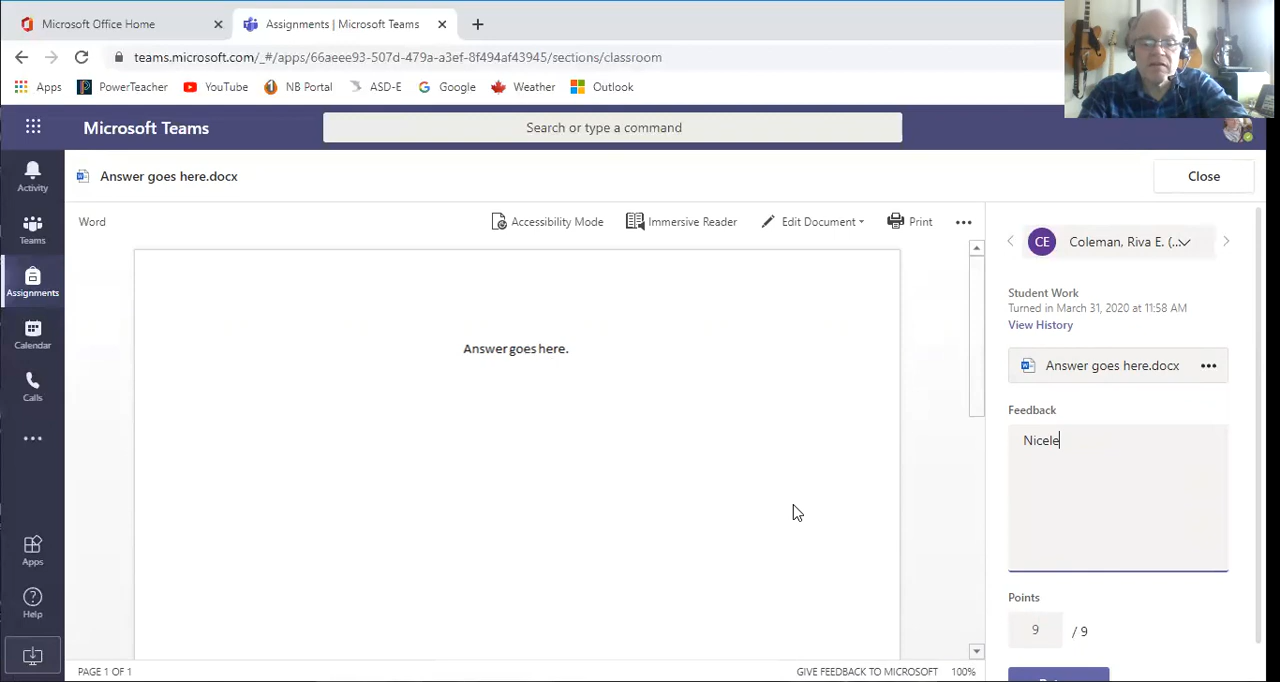 Microsoft Office Home
Assignments | Microsoft Teams
teams.microsoft.com/_#/apps/66aeee93-507d-479a-a3ef-8f494af43945/sections/classroom
Apps PowerTeacher YouTube NB Portal ASD-E Google Weather Outlook
Microsoft Teams
Search or type a command
Activity
Teams
Assignments
Calendar
Calls
Apps
Help
Answer goes here.docx
Close
Word
Accessibility Mode Immersive Reader Edit Document Print
Answer goes here.
CE Coleman, Riva E. (...
Student Work
Turned in March 31, 2020 at 11:58 AM
View History
Answer goes here.docx
Feedback
Nicele
Points
9 / 9
PAGE 1 OF 1
GIVE FEEDBACK TO MICROSOFT 100%